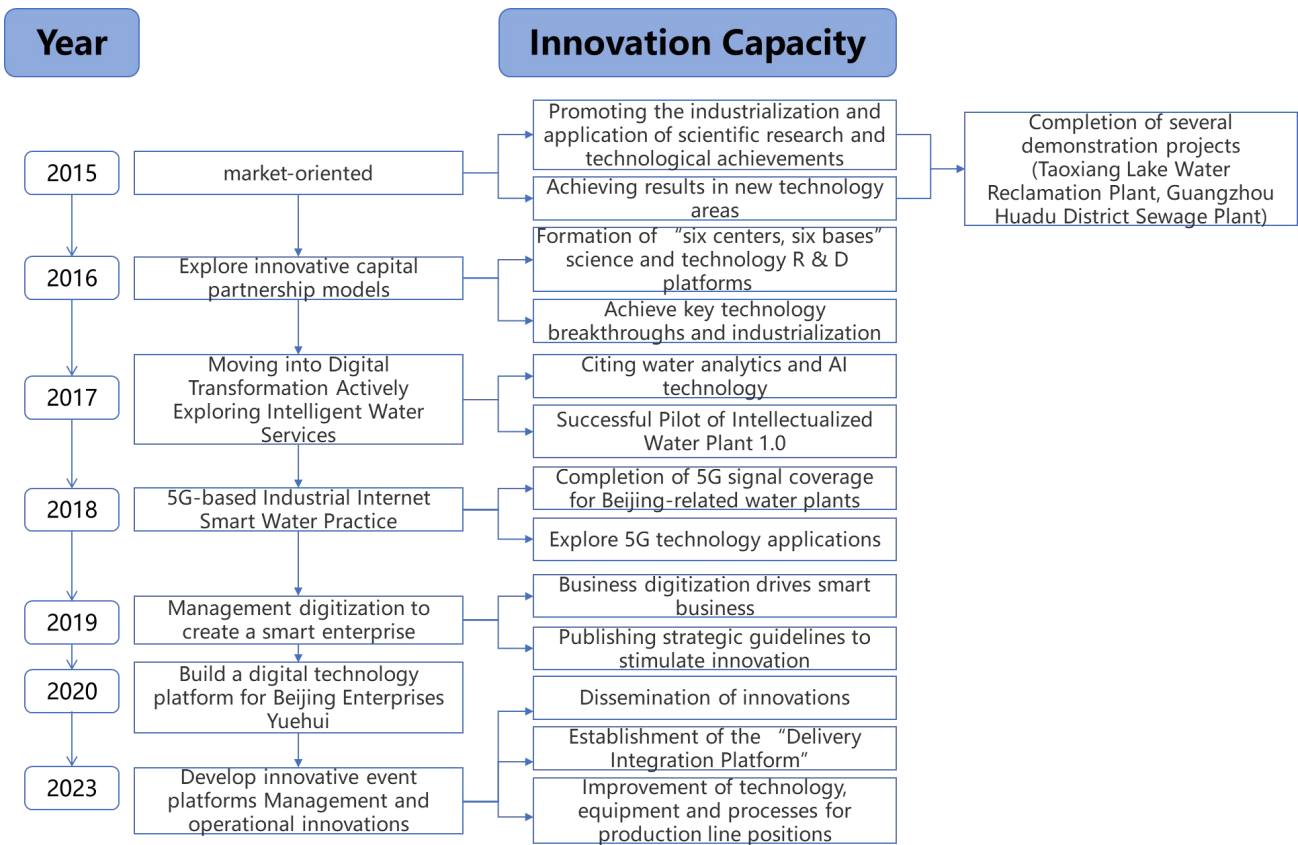 Year
Innovation Capacity
2015
market-oriented
Promoting the industrialization and
application of scientific research and
technological achievements
Achieving results in new technology
areas
Completion of several
demonstration projects
(Taoxiang Lake Water
Reclamation Plant, Guangzhou
Huadu District Sewage Plant)
2016
Explore innovative capital
partnership models
Formation of “six centers, six bases”
science and technology R & D
platforms
Achieve key technology
breakthroughs and industrialization
2017
Moving into Digital
Transformation Actively
Exploring Intelligent Water
Services
Citing water analytics and AI
technology
Successful Pilot of Intellectualized
Water Plant 1.0
2018
5G-based Industrial Internet
Smart Water Practice
Completion of 5G signal coverage
for Beijing-related water plants
Explore 5G technology applications
2019
Management digitization to
create a smart enterprise
Business digitization drives smart
business
Publishing strategic guidelines to
stimulate innovation
2020
Build a digital technology
platform for Beijing Enterprises
Yuehui
2023
Develop innovative event
platforms Management and
operational innovations
Dissemination of innovations
Establishment of the “Delivery
Integration Platform”
Improvement of technology,
equipment and processes for
production line positions